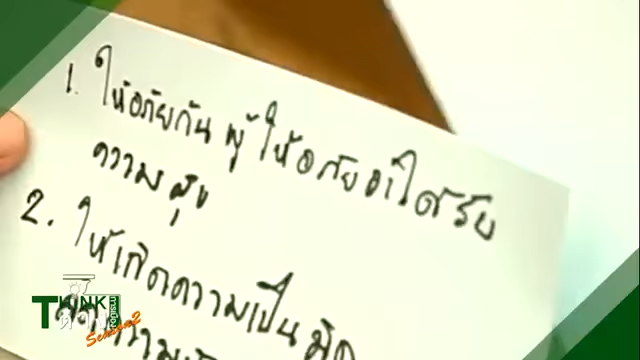 1. ให้อภัยกัน ผู้ให้อภัยจะได้รับ
ความสุข
2. ให้เกิดความเป็นมิตร
THINK
Season2